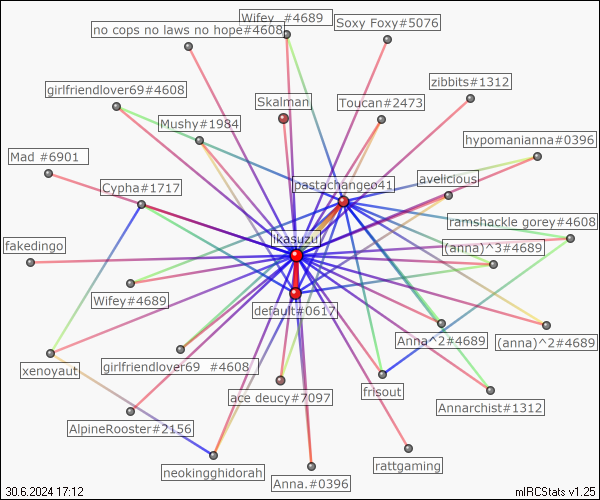 Wifey_#4689
no cops no laws no hope#4608
Soxy Foxy#5076
zibbits#1312
girlfriendlover69#4608
Skalman
Toucan#2473
Mushy#1984
hypomanianna#0396
Mad #6901
Cypha#1717
pastachangeo41
avelicious
ramshackle gorey#4608
likasuzu
fakedingo
(anna)^3#4689
Wifey#4689
default#0617
Anna^2#4689
(anna)^2#4689
xenoyaut
girlfriendlover69 #4608
ace deucy#7097
frisout
Annarchist#1312
AlpineRooster#2156
neokingghidorah
Anna.#0396
rattgaming
30.6.2024 17:12
mIRCStats v1.25